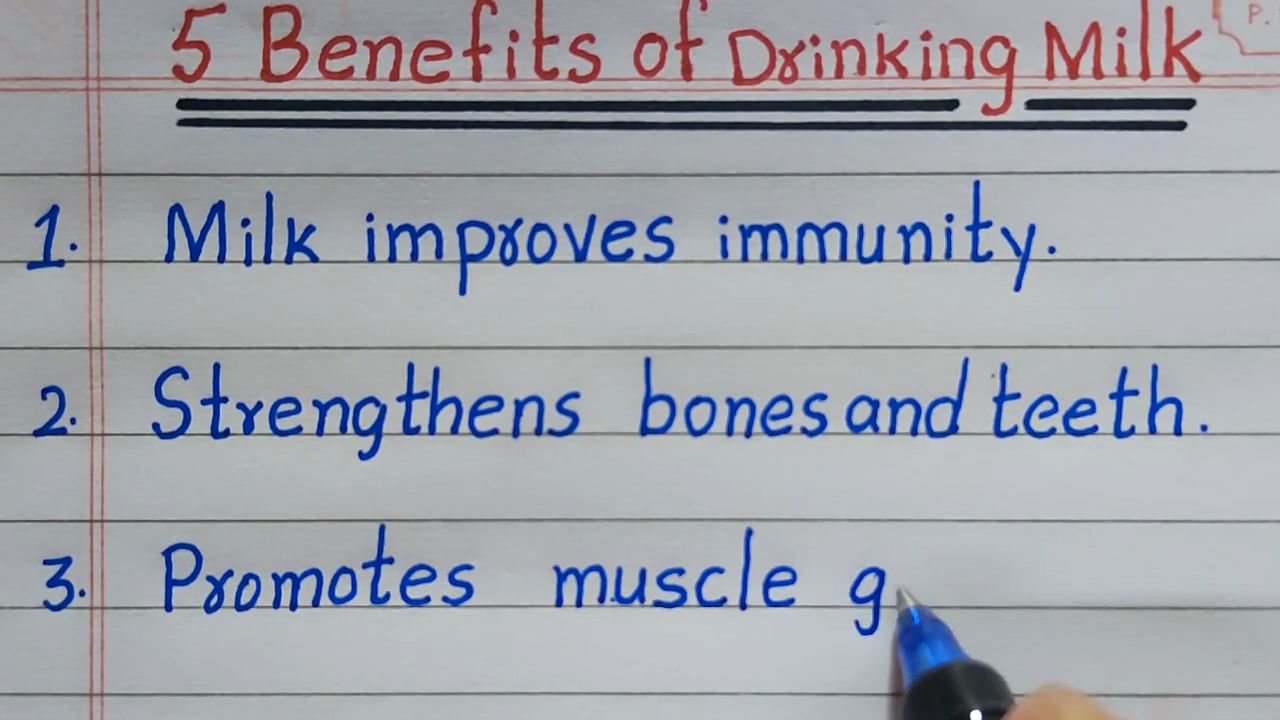 5 Benefits of Drinking Milk
P.
1. Milk improves immunity.
2. Strengthens bones and teeth.
3. Promotes muscle g